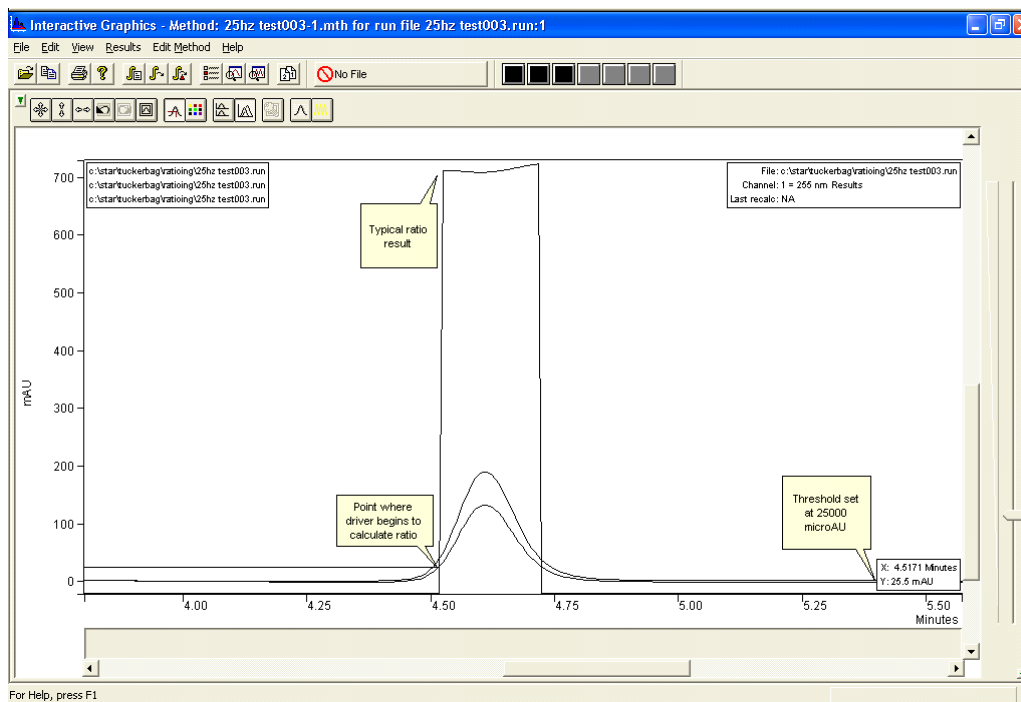 Interactive Graphics - Method: 25hz test003-1.mth for run file 25hz test003.run:1
File Edit View Results Edit Method Help
No File
c:\star\tuckerbag\ratioing\25hz test003.run
c:\star\tuckerbag\ratioing\25hz test003.run
c:\star\tuckerbag\ratioing\25hz test003.run
File: c:\star\tuckerbag\ratioing\25hz test003.run
Channel: 1 = 255 nm Results
Last recalc: NA
Typical ratio
result
700
600
500
400
300
200
100
0
mAU
Point where
driver begins to
calculate ratio
Threshold set
at 25000
microAU
X: 4.5171 Minutes
Y: 25.5 mAU
4.00 4.25 4.50 4.75 5.00 5.25 5.50
Minutes
For Help, press F1